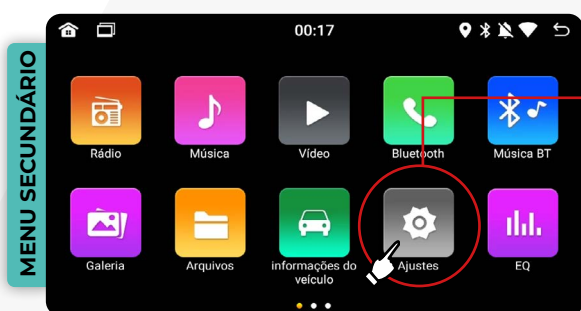 MENU SECUNDÁRIO
00:17
Rádio
Música
Vídeo
Bluetooth
Música BT
Galeria
Arquivos
informações do
veículo
Ajustes
EQ